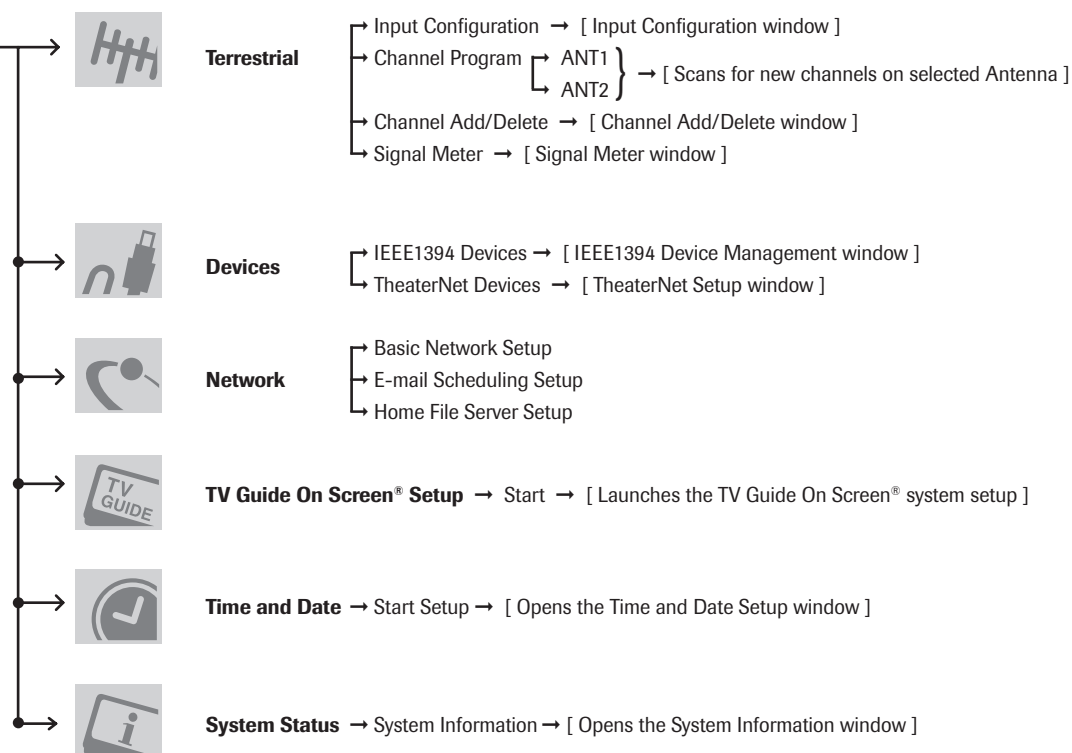 Terrestrial
→ Input Configuration → [ Input Configuration window ]
→ Channel Program → ANT1
→ ANT2
} → [ Scans for new channels on selected Antenna ]
→ Channel Add/Delete → [ Channel Add/Delete window ]
→ Signal Meter → [ Signal Meter window ]
Devices
→ IEEE1394 Devices → [ IEEE1394 Device Management window ]
→ TheaterNet Devices → [ TheaterNet Setup window ]
Network
→ Basic Network Setup
→ E-mail Scheduling Setup
→ Home File Server Setup
TV
GUIDE
TV Guide On Screen® Setup → Start → [ Launches the TV Guide On Screen® system setup ]
Time and Date → Start Setup → [ Opens the Time and Date Setup window ]
i
System Status → System Information → [ Opens the System Information window ]